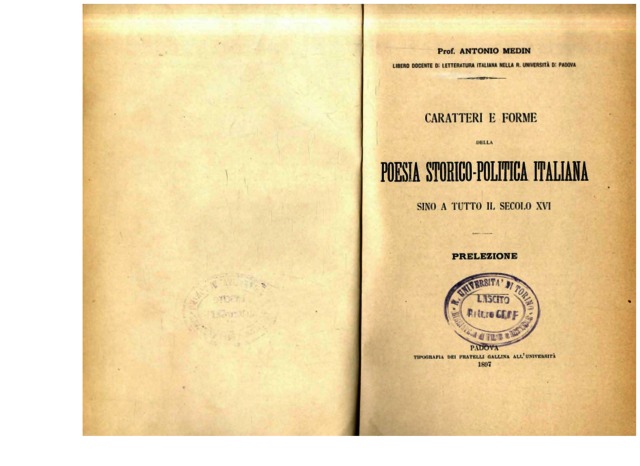 Prof. ANTONIO MEDIN
LIBERO DOCENTE DI LETTERATURA ITALIANA NELLA R. UNIVERSITÀ DI PADOVA
CARATTERI E FORME
DELLA
POESIA STORICO-POLITICA ITALIANA
SINO A TUTTO IL SECOLO XVI
PRELEZIONE
R. UNIVERSITA' DI TORINO
LASCITO
PADOVA
TIPOGRAFIA DEI FRATELLI GALLINA ALL'UNIVERSITÀ
1897